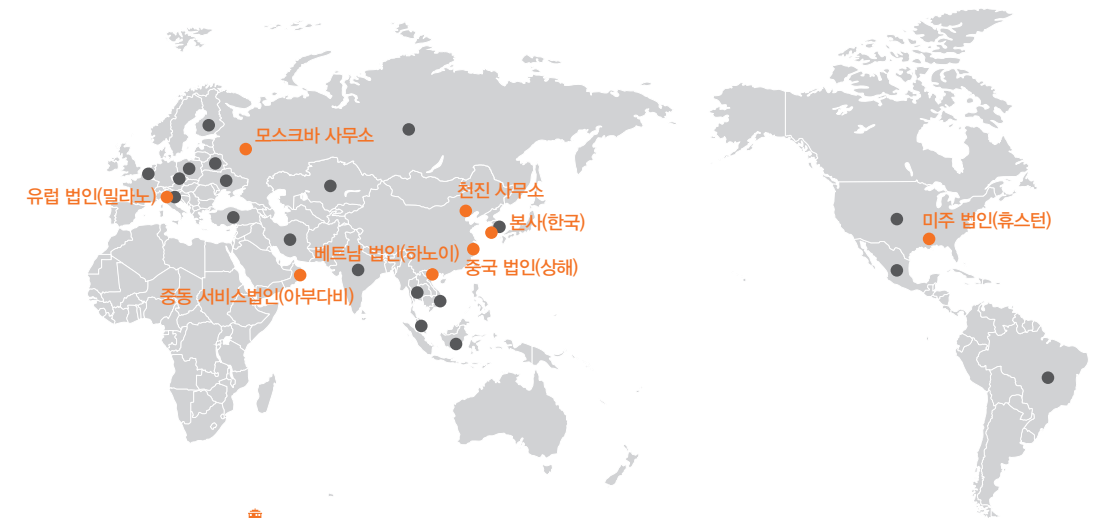 모스크바 사무소
유럽 법인(밀라노)
천진 사무소
본사(한국)
미주 법인(휴스턴)
베트남 법인(하노이)
중국 법인(상해)
중동 서비스법인(아부다비)